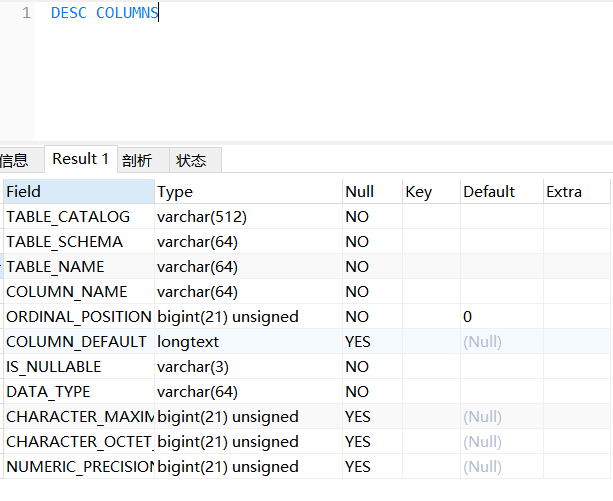 1 DESC COLUMNS
信息 Result 1 剖析 状态
Field Type Null Key Default Extra
TABLE_CATALOG varchar(512) NO
TABLE_SCHEMA varchar(64) NO
TABLE_NAME varchar(64) NO
COLUMN_NAME varchar(64) NO
ORDINAL_POSITION bigint(21) unsigned NO 0
COLUMN_DEFAULT longtext YES (Null)
IS_NULLABLE varchar(3) NO
DATA_TYPE varchar(64) NO
CHARACTER_MAXIM bigint(21) unsigned YES (Null)
CHARACTER_OCTET_ bigint(21) unsigned YES (Null)
NUMERIC_PRECISION bigint(21) unsigned YES (Null)